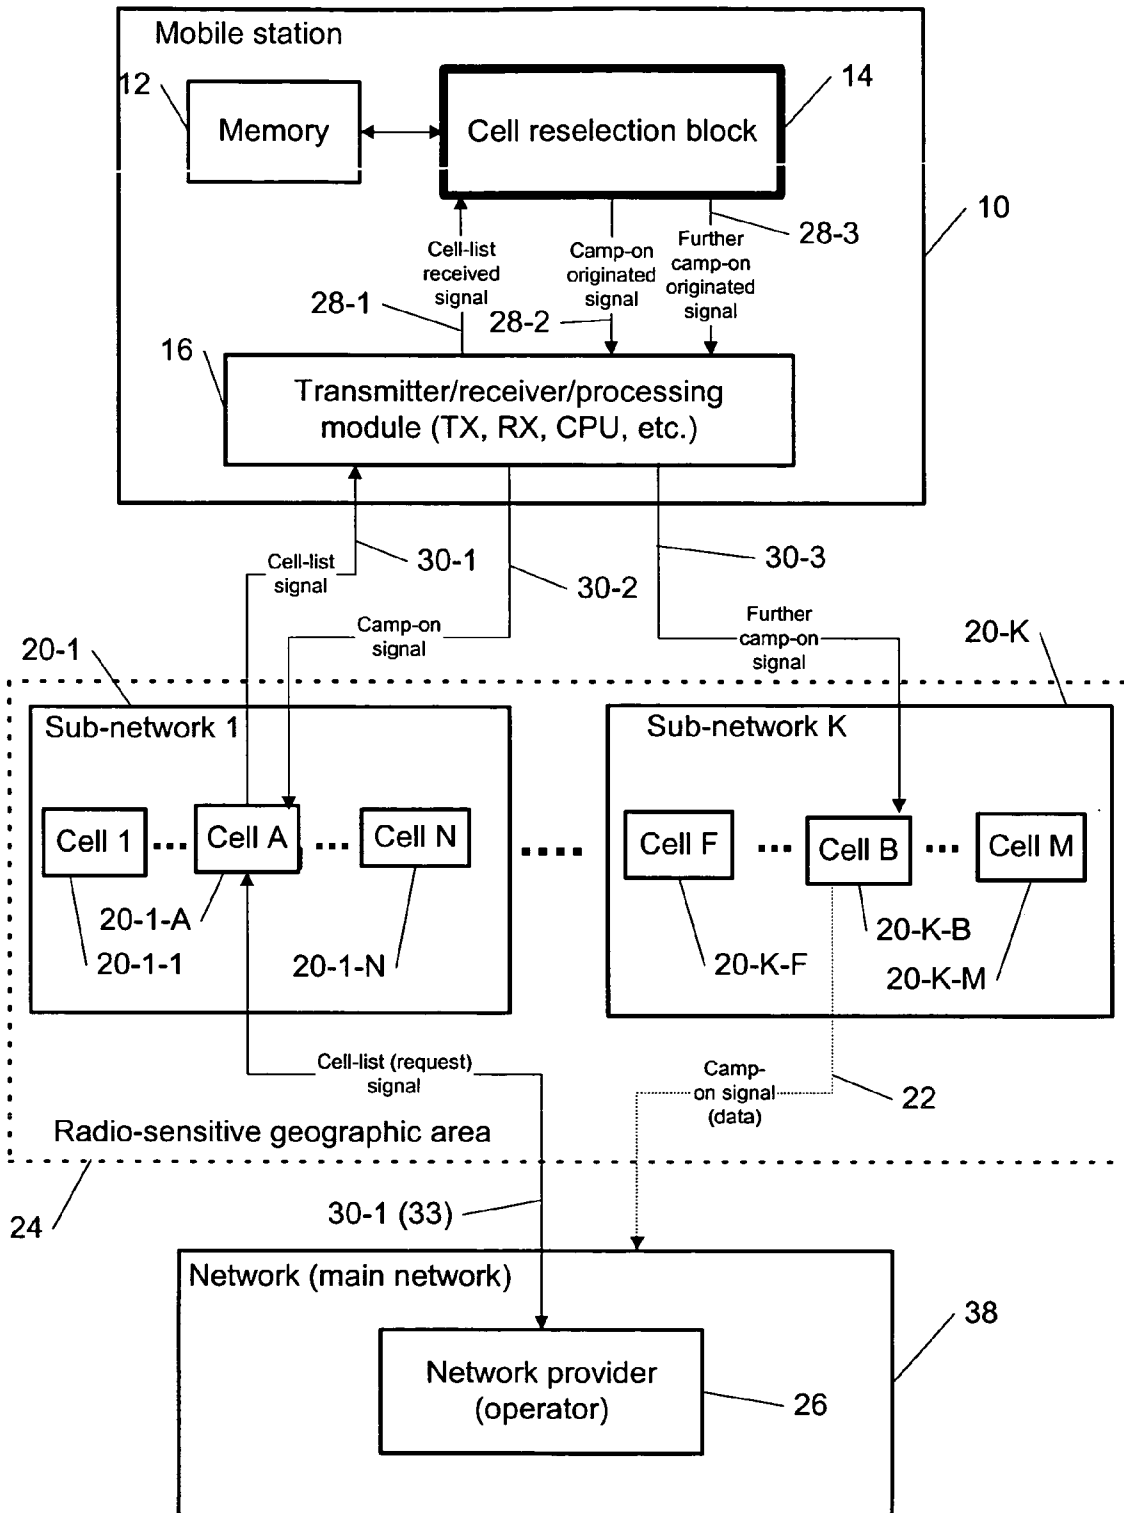 Mobile station
12
Memory
Cell reselection block
14
10
28-3
Cell-list
received
signal
Camp-on
originated
signal
Further
camp-on
originated
signal
28-1
28-2
16
Transmitter/receiver/processing
module (TX, RX, CPU, etc.)
Cell-list
signal
30-1
30-2
30-3
Camp-on
signal
Further
camp-on
signal
20-1
20-K
Sub-network 1
Sub-network K
Cell 1
Cell A
Cell N
Cell F
Cell B
Cell M
20-1-A
20-1-1
20-1-N
20-K-F
20-K-B
20-K-M
Cell-list (request)
signal
Camp-
on signal
(data)
22
Radio-sensitive geographic area
24
30-1 (33)
Network (main network)
38
Network provider
(operator)
26